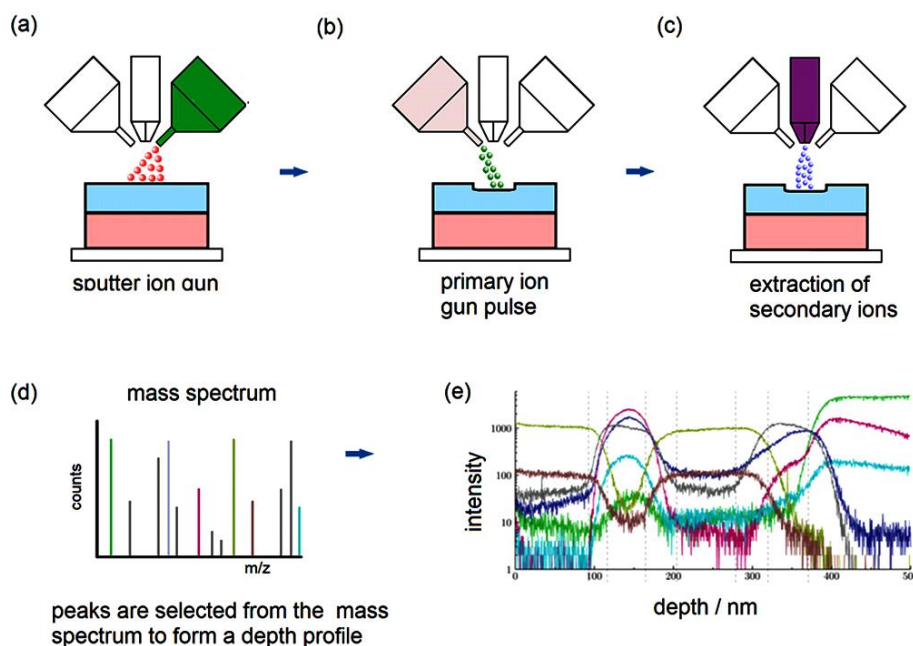 (a)
(b)
(c)
sputter ion gun
primary ion
gun pulse
extraction of
secondary ions
(d)
mass spectrum
counts
m/z
peaks are selected from the mass
spectrum to form a depth profile
(e)
intensity
1000
100
10
1
0
100
200
300
400
50
depth / nm